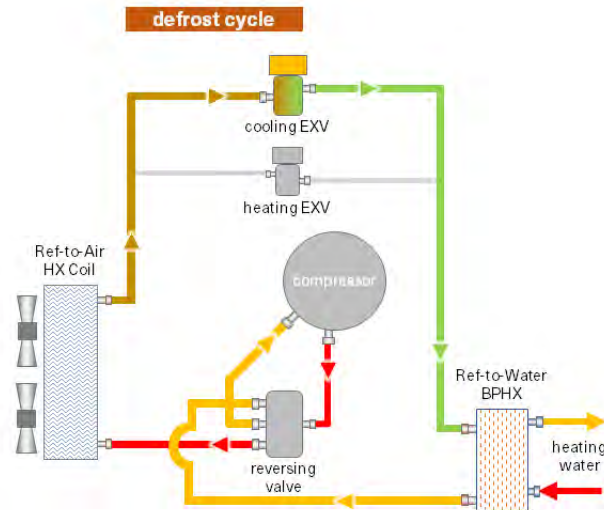 defrost cycle
cooling EXV
heating EXV
Ref-to-Air
HX Coil
compressor
Ref-to-Water
BPHX
heating
water
reversing
valve